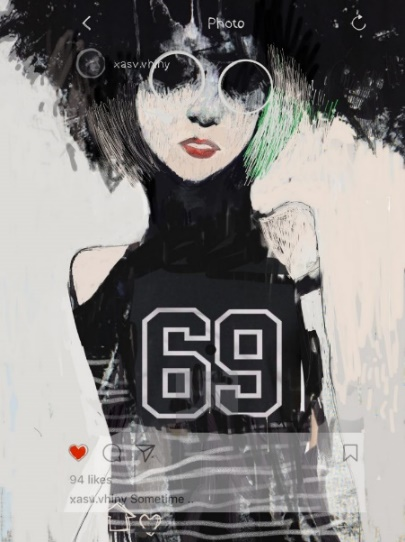 Photo
xasv.vhiny
69
94 likes
xasv.vhiny Sometime ..